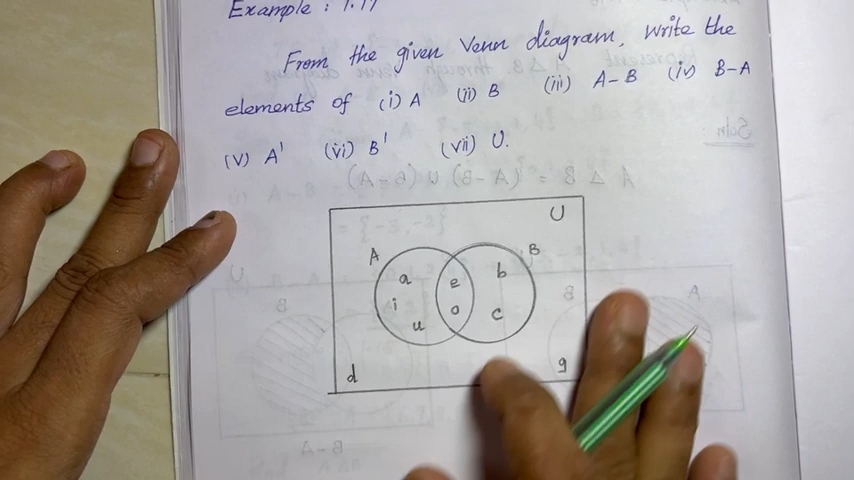 Example : 1.17
From the given Venn diagram, write the
elements of (i) A (ii) B (iii) A-B (iv) B-A
(v) A' (vi) B' (vii) U.
U
A B
a e b
i o c
u
d g